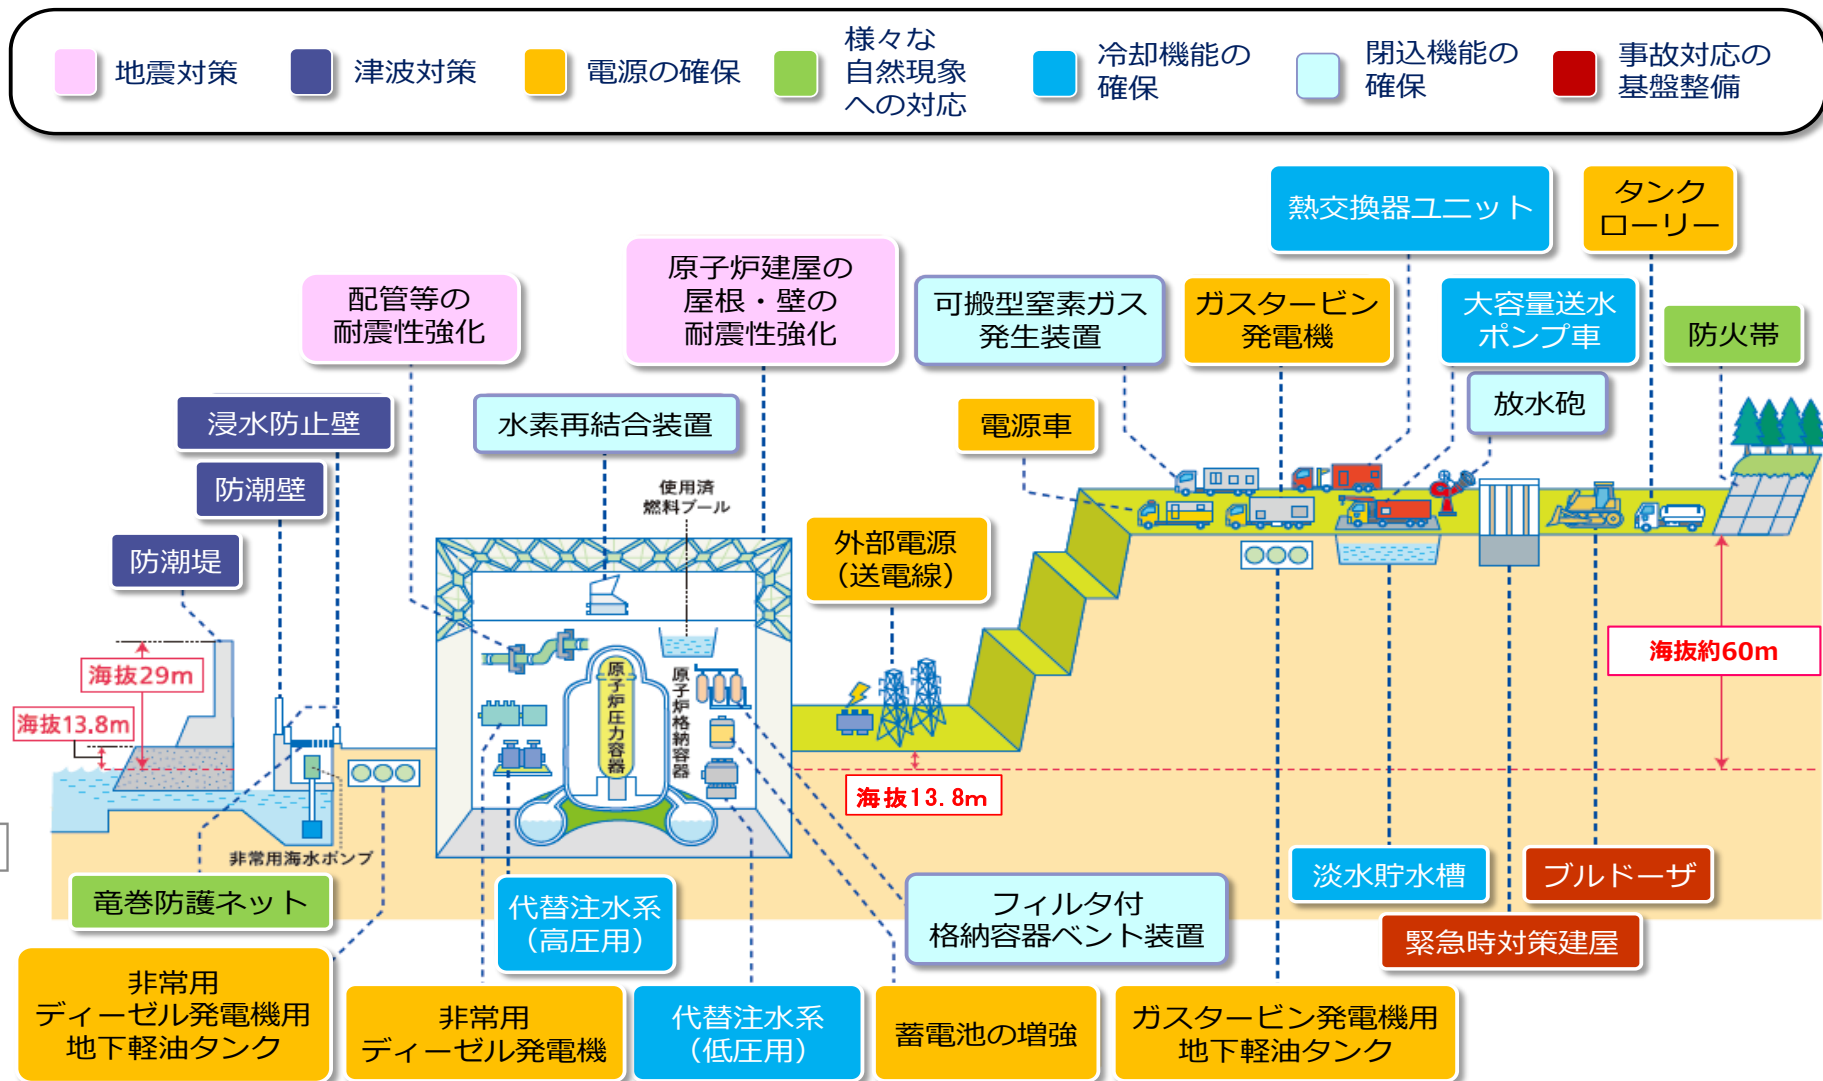 地震対策
津波対策
電源の確保
様々な
自然現象
への対応
冷却機能の
確保
閉込機能の
確保
事故対応の
基盤整備
熱交換器ユニット
タンク
ローリー
配管等の
耐震性強化
原子炉建屋の
屋根・壁の
耐震性強化
可搬型窒素ガス
発生装置
ガスタービン
発電機
大容量送水
ポンプ車
防火帯
浸水防止壁
水素再結合装置
電源車
放水砲
防潮壁
使用済
燃料プール
防潮堤
外部電源
（送電線）
海抜29m
海抜13.8m
原子炉圧力容器
原子炉格納容器
海抜約60m
海抜13.8m
非常用海水ポンプ
竜巻防護ネット
代替注水系
（高圧用）
フィルタ付
格納容器ベント装置
淡水貯水槽
ブルドーザ
緊急時対策建屋
非常用
ディーゼル発電機用
地下軽油タンク
非常用
ディーゼル発電機
代替注水系
（低圧用）
蓄電池の増強
ガスタービン発電機用
地下軽油タンク